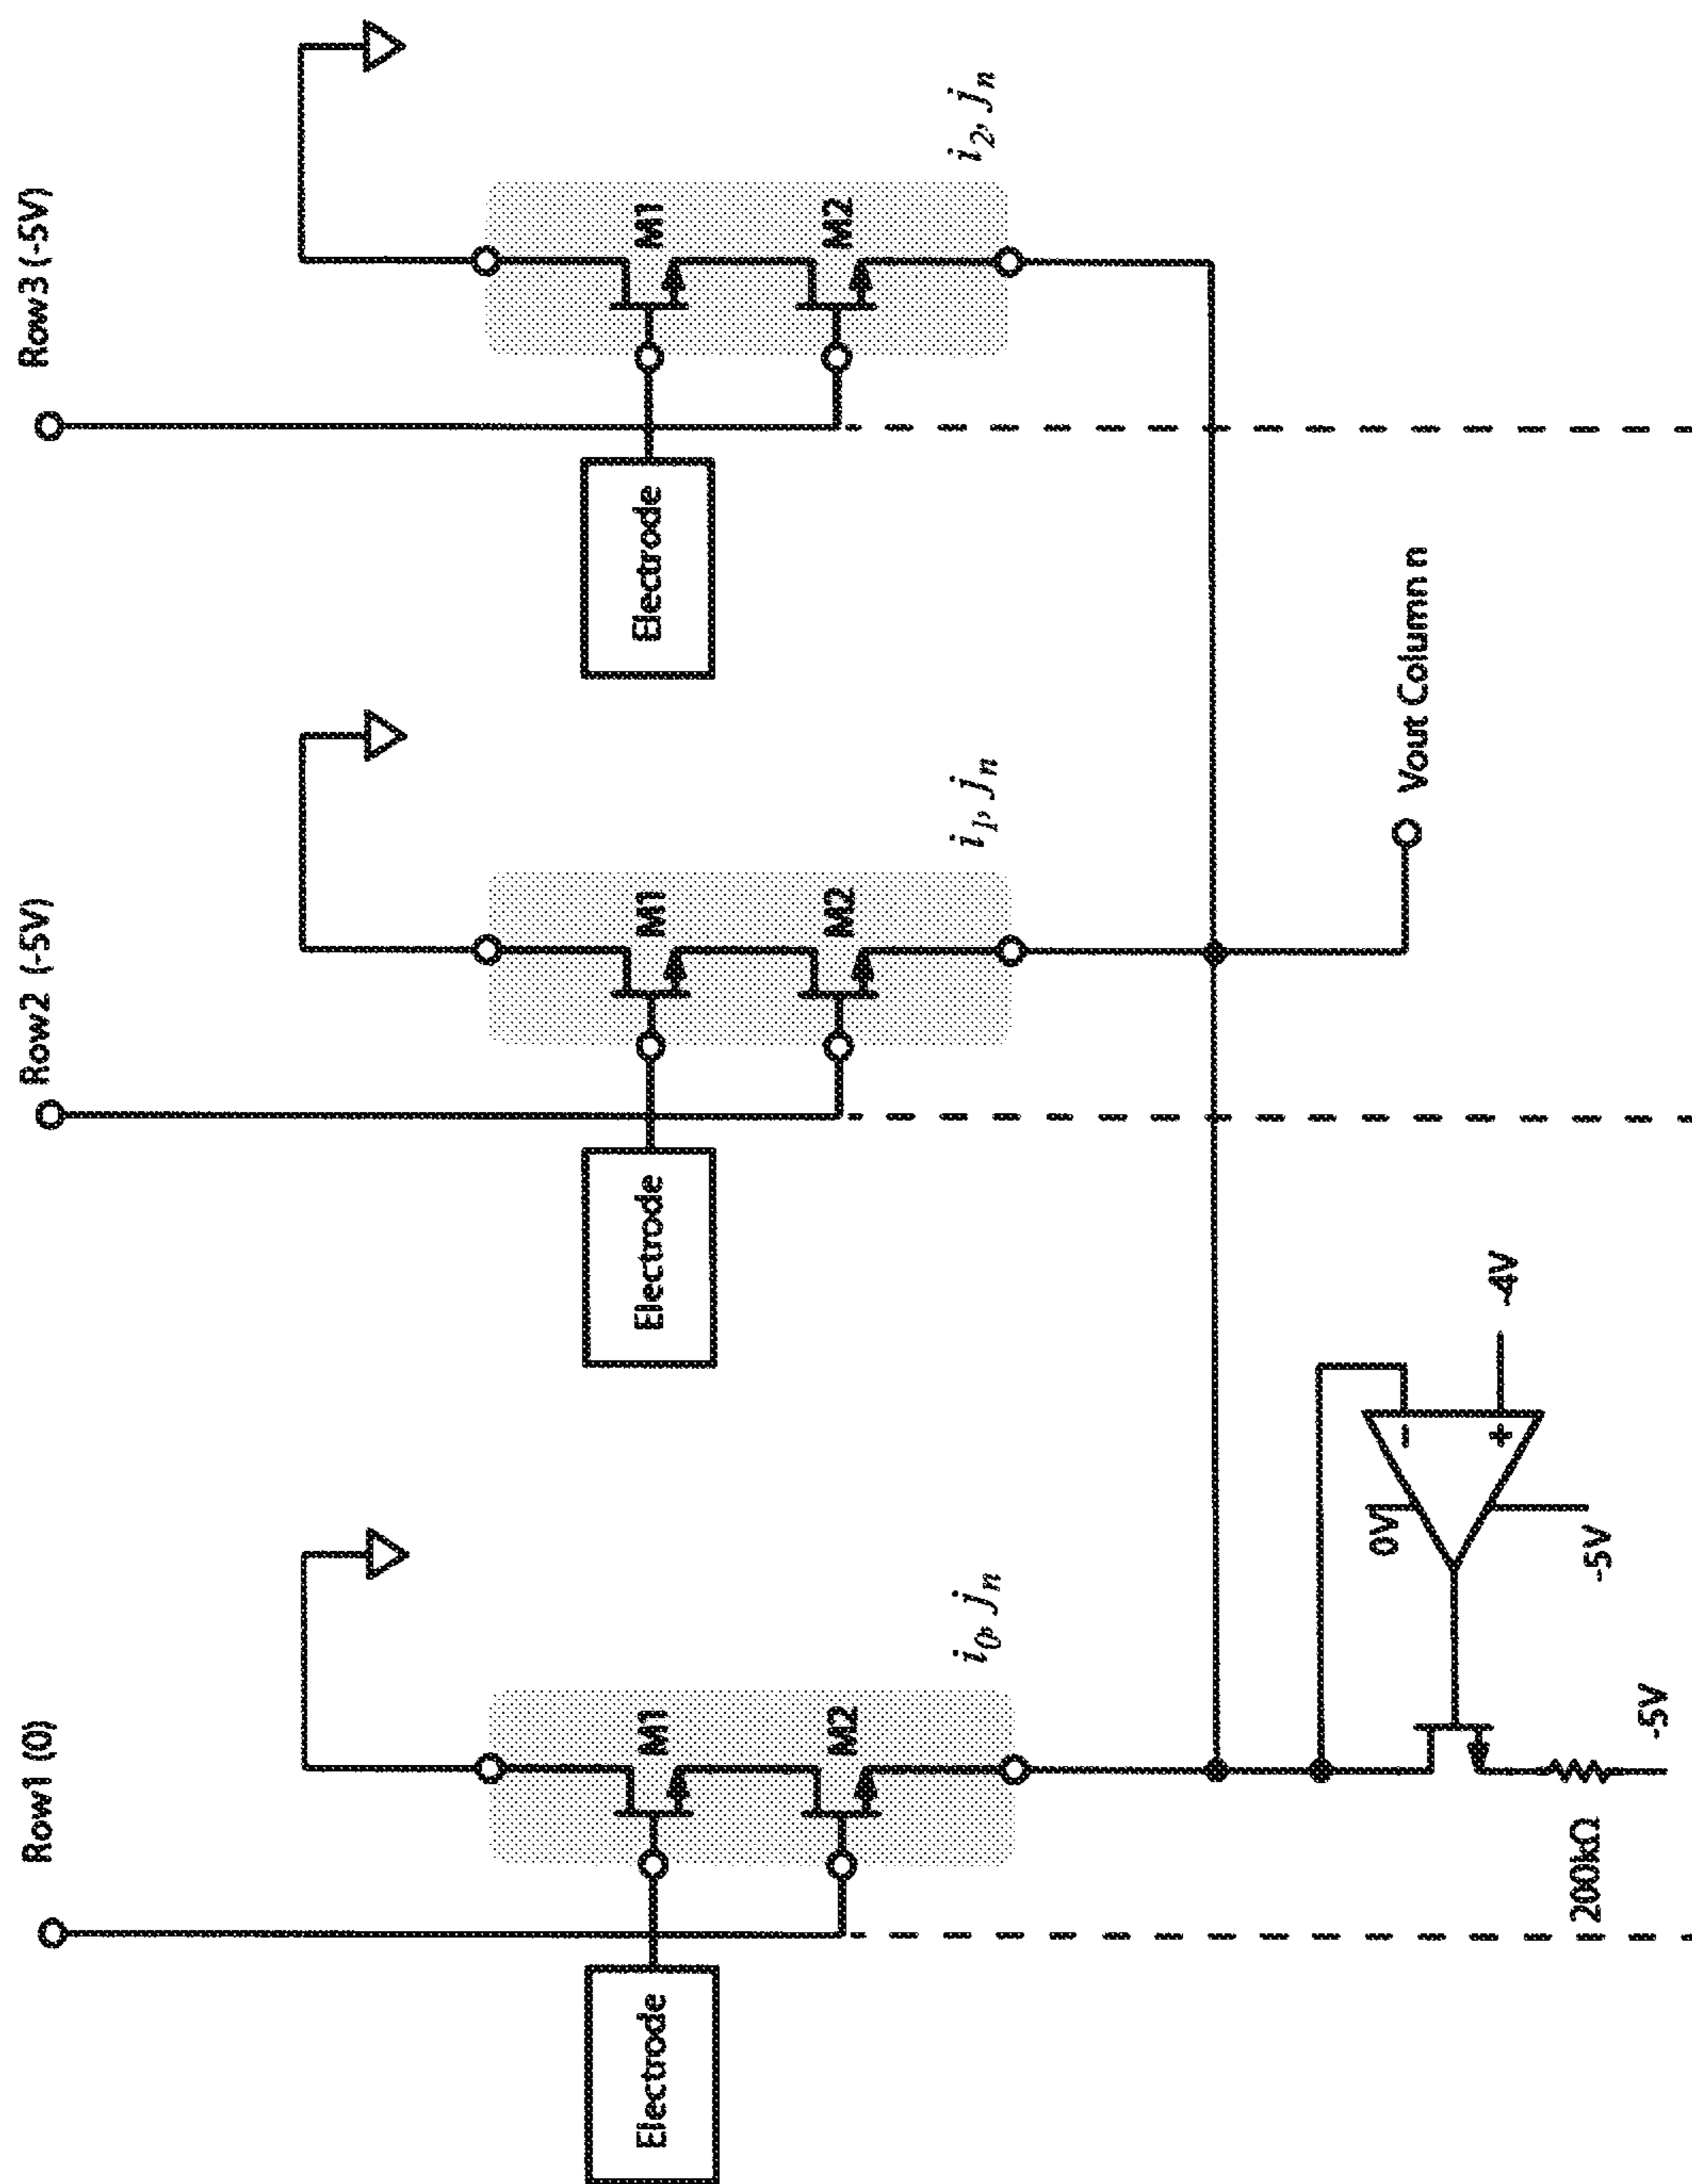 Row1 (0)
Row2 (-5V)
Row3 (-5V)
Electrode
M1
M2
i0, jn
Electrode
M1
M2
i1, jn
Electrode
M1
M2
i2, jn
Vout Column n
0V
-
+
-4V
-5V
200kΩ
-5V